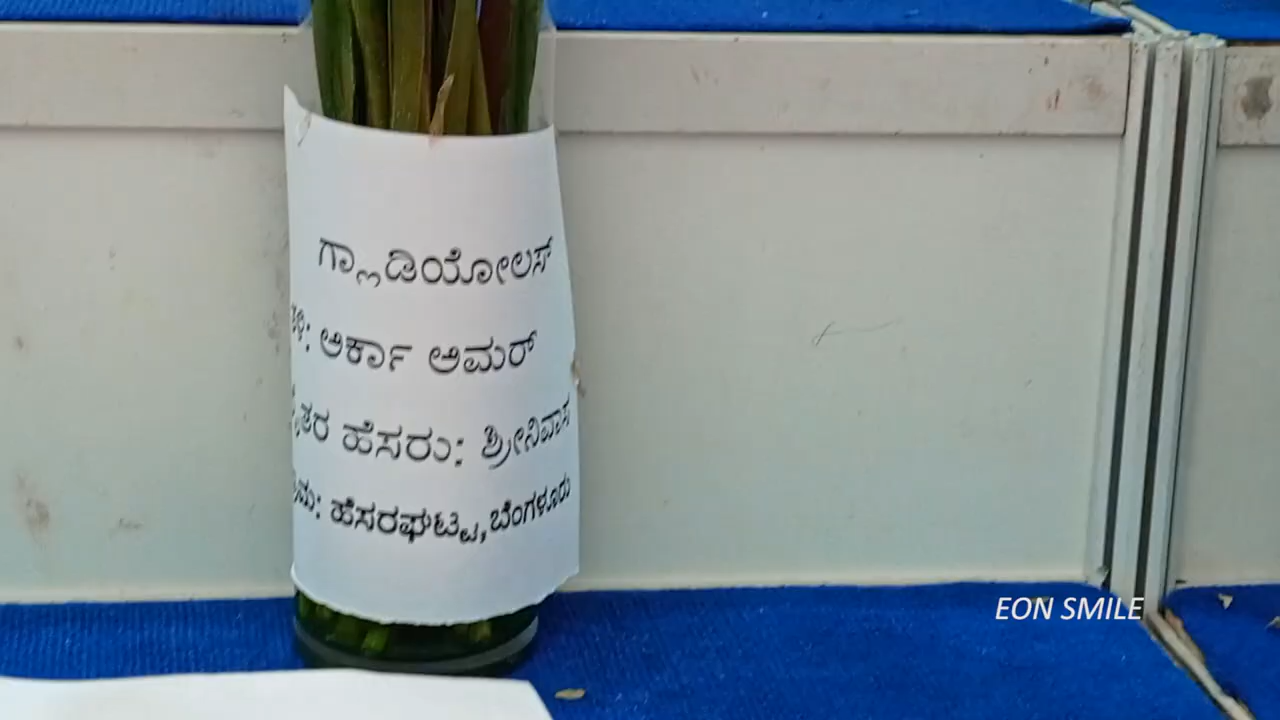 ಗ್ಲಾಡಿಯೋಲಸ್
ಅರ್ಕಾ ಅಮರ್
ಹೆಸರು: ಶ್ರೀನಿವಾಸ
ಹೆಸರಘಟ್ಟ, ಬೆಂಗಳೂರು
EON SMILE